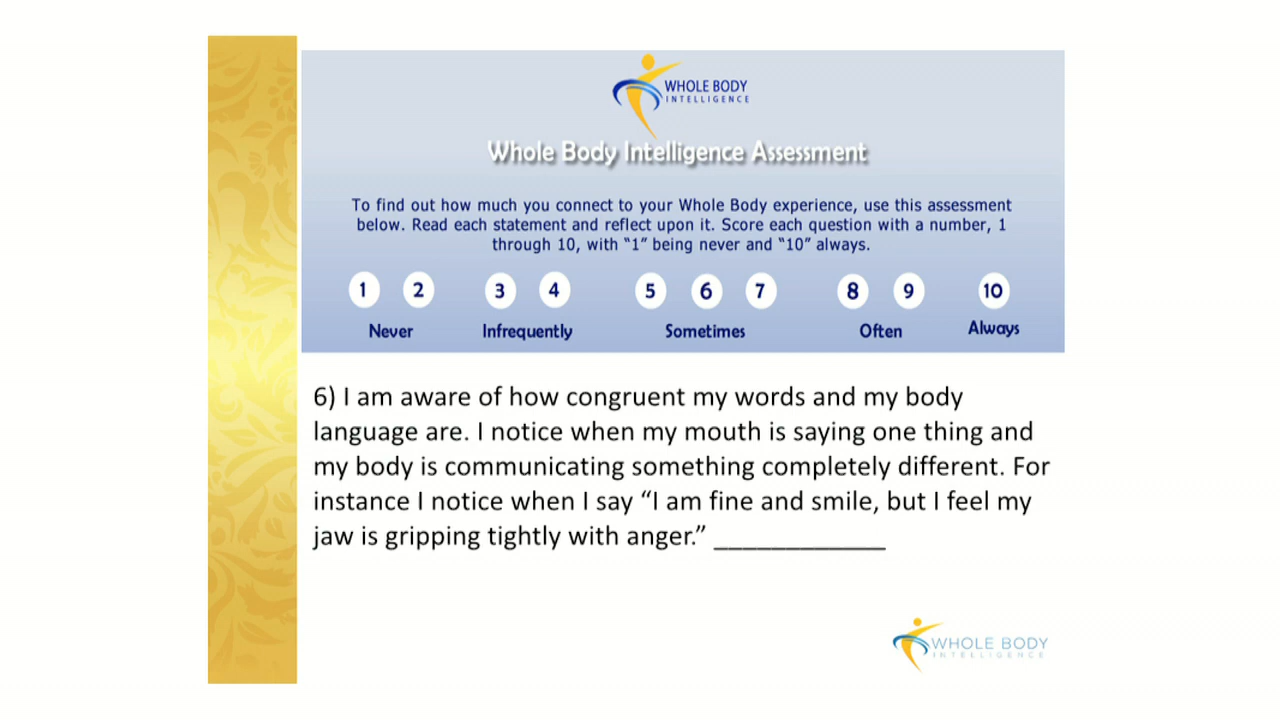 WHOLE BODY
INTELLIGENCE
Whole Body Intelligence Assessment
To find out how much you connect to your Whole Body experience, use this assessment
below. Read each statement and reflect upon it. Score each question with a number, 1
through 10, with “1” being never and “10” always.
1 2 3 4 5 6 7 8 9 10
Never Infrequently Sometimes Often Always
6) I am aware of how congruent my words and my body
language are. I notice when my mouth is saying one thing and
my body is communicating something completely different. For
instance I notice when I say “I am fine and smile, but I feel my
jaw is gripping tightly with anger.” ____________
WHOLE BODY
INTELLIGENCE